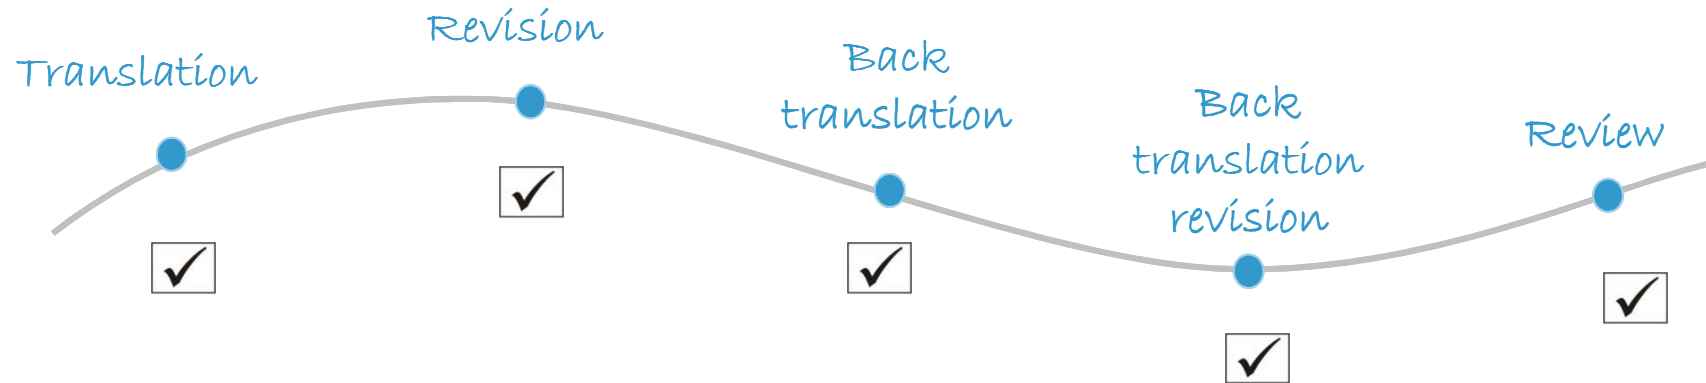 Translation
Revision
Back
translation
Back
translation
revision
Review